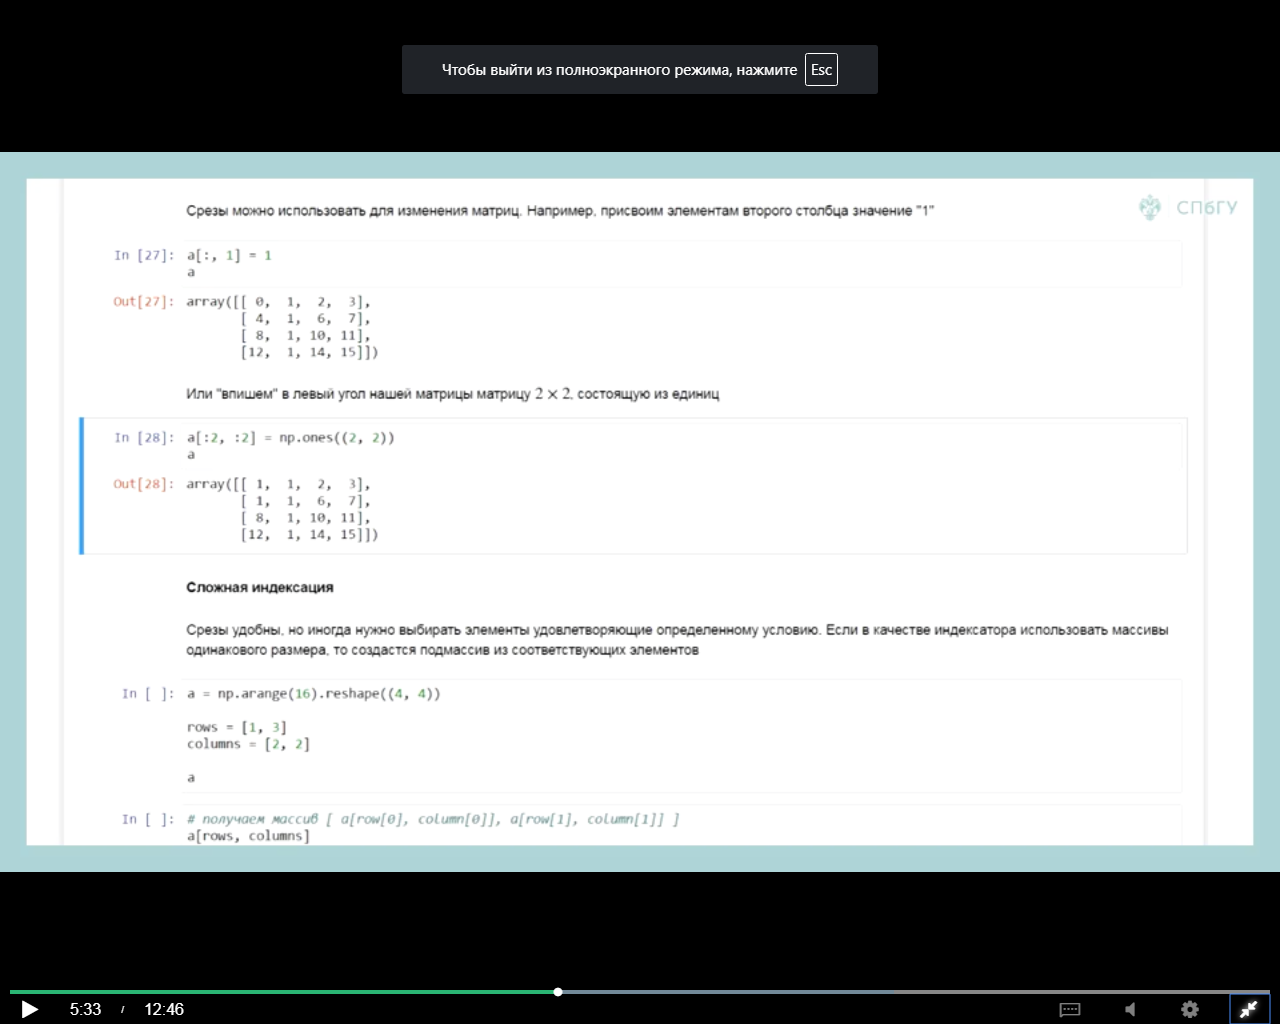 Чтобы выйти из полноэкранного режима, нажмите Esc
Срезы можно использовать для изменения матриц. Например, присвоим элементам второго столбца значение "1"
СПбГУ
In [27]: a[:, 1] = 1
a
Out[27]: array([[ 0, 1, 2, 3],
[ 4, 1, 6, 7],
[ 8, 1, 10, 11],
[12, 1, 14, 15]])
Или "впишем" в левый угол нашей матрицы матрицу 2 × 2, состоящую из единиц
In [28]: a[:2, :2] = np.ones((2, 2))
a
Out[28]: array([[ 1, 1, 2, 3],
[ 1, 1, 6, 7],
[ 8, 1, 10, 11],
[12, 1, 14, 15]])
Сложная индексация
Срезы удобны, но иногда нужно выбирать элементы удовлетворяющие определенному условию. Если в качестве индексатора использовать массивы
одинакового размера, то создастся подмассив из соответствующих элементов
In [ ]: a = np.arange(16).reshape((4, 4))
rows = [1, 3]
columns = [2, 2]
a
In [ ]: # получаем массив [ a[row[0], column[0]], a[row[1], column[1]] ]
a[rows, columns]
5:33 / 12:46